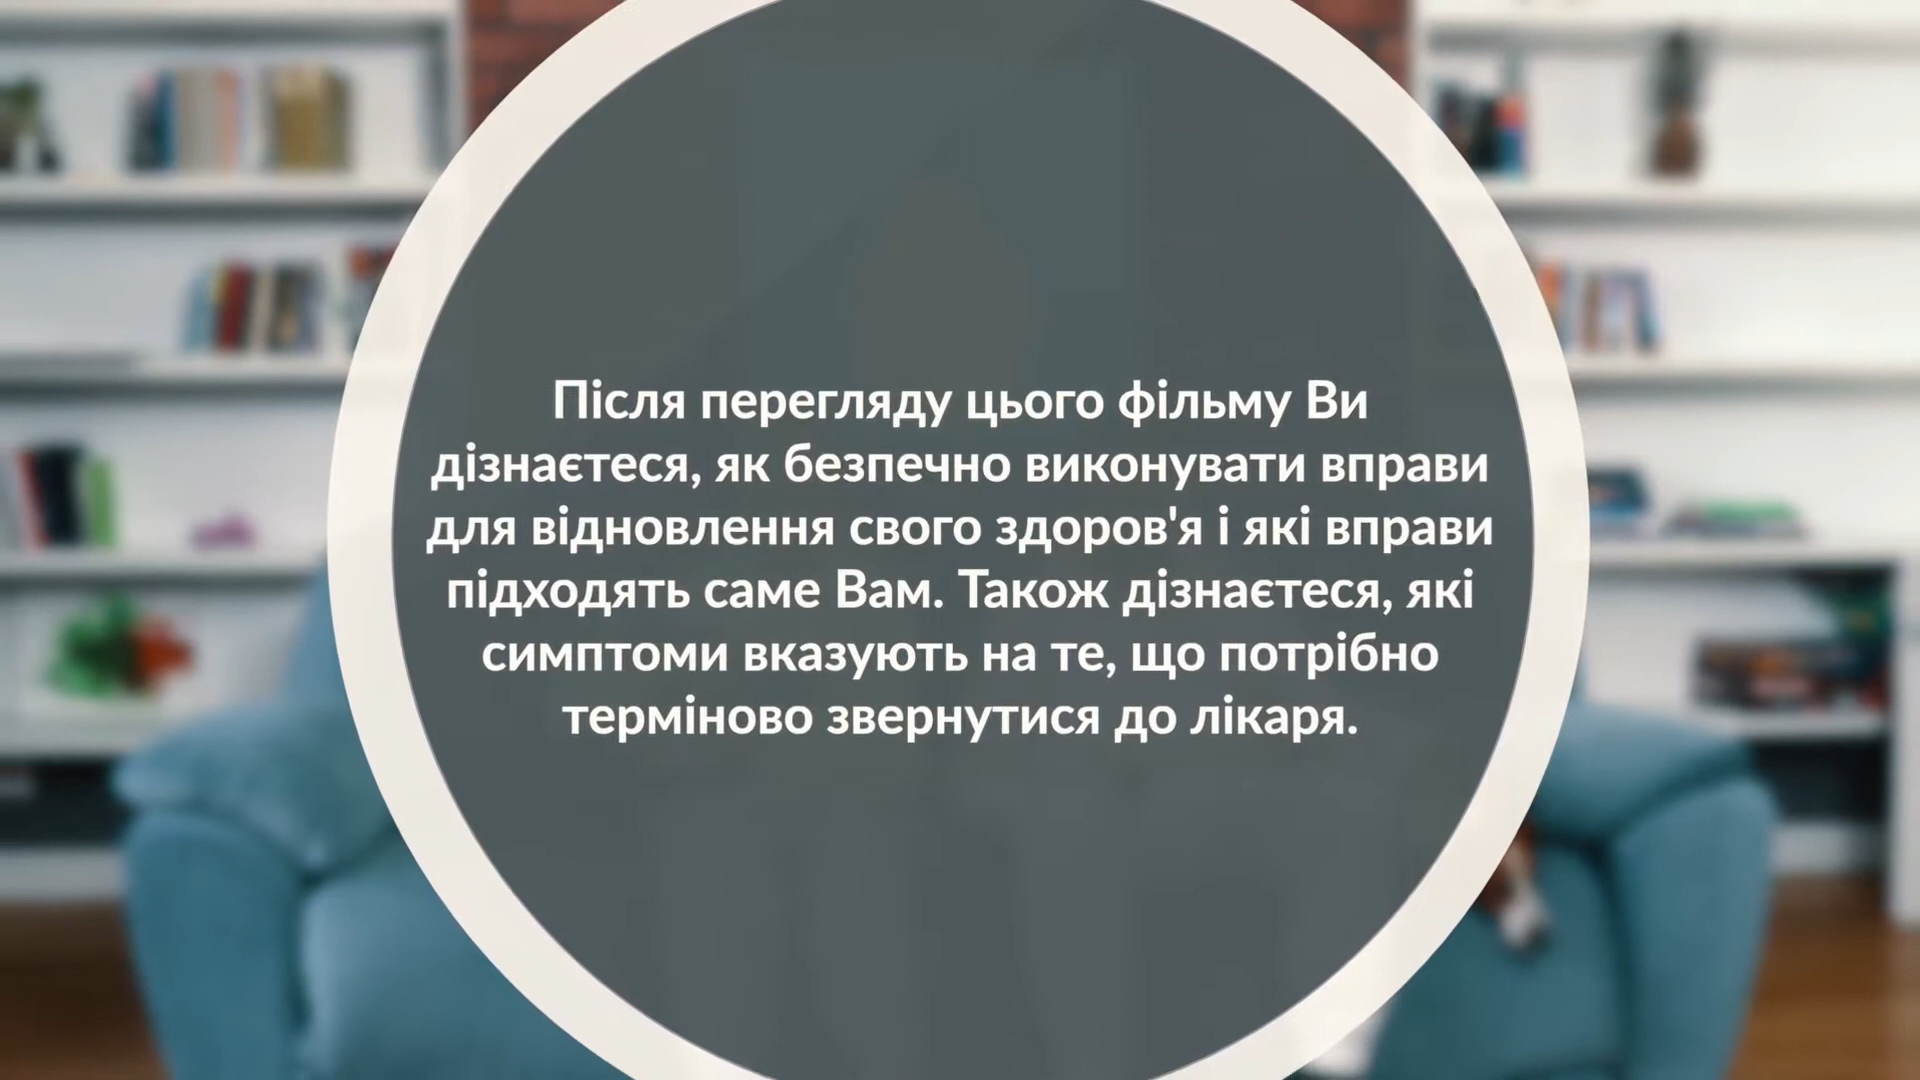 Після перегляду цього фільму Ви
дізнаєтеся, як безпечно виконувати вправи
для відновлення свого здоров'я і які вправи
підходять саме Вам. Також дізнаєтеся, які
симптоми вказують на те, що потрібно
терміново звернутися до лікаря.